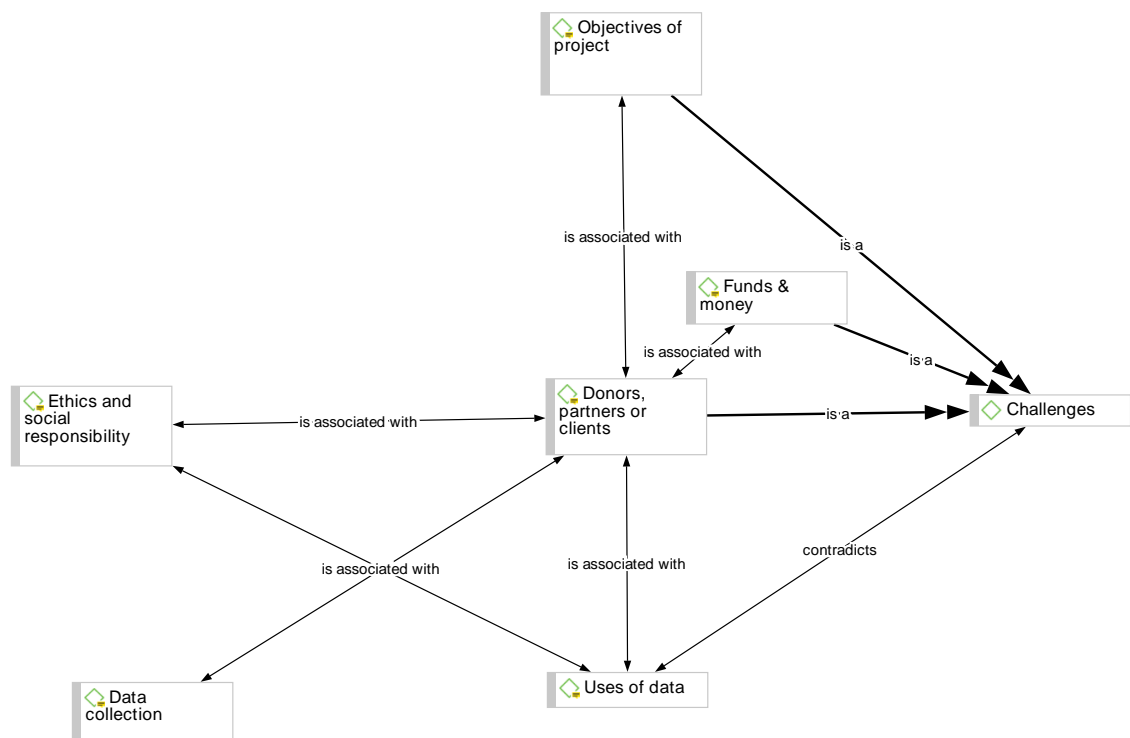 Objectives of
project
is associated with
is a
Funds &
money
is associated with
is a
Ethics and
social
responsibility
is associated with
Donors,
partners or
clients
is a
Challenges
contradicts
is associated with
is associated with
Data
collection
Uses of data